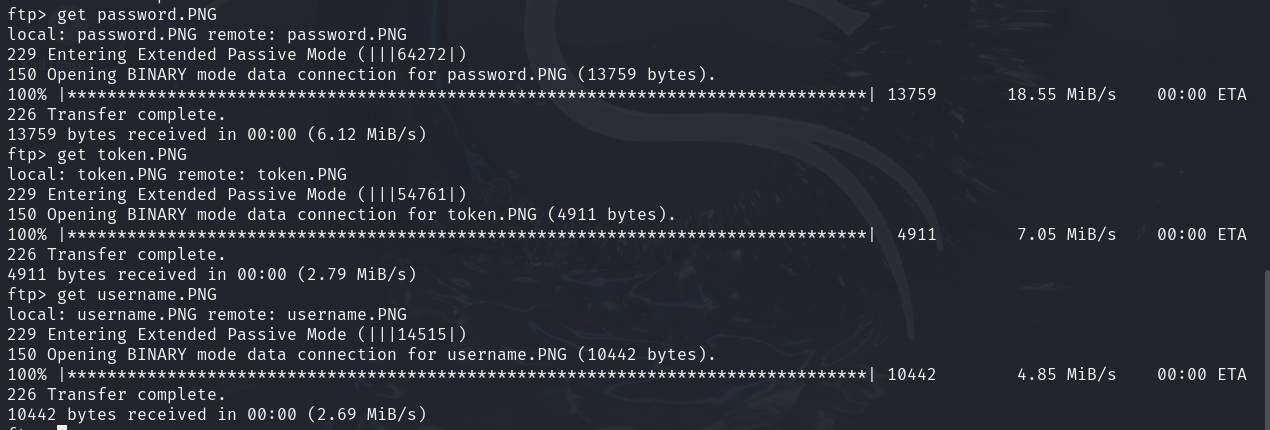 ftp> get password.PNG
local: password.PNG remote: password.PNG
229 Entering Extended Passive Mode (|||64272|)
150 Opening BINARY mode data connection for password.PNG (13759 bytes).
100% |********************************************************************************| 13759 18.55 MiB/s 00:00 ETA
226 Transfer complete.
13759 bytes received in 00:00 (6.12 MiB/s)
ftp> get token.PNG
local: token.PNG remote: token.PNG
229 Entering Extended Passive Mode (|||54761|)
150 Opening BINARY mode data connection for token.PNG (4911 bytes).
100% |********************************************************************************| 4911 7.05 MiB/s 00:00 ETA
226 Transfer complete.
4911 bytes received in 00:00 (2.79 MiB/s)
ftp> get username.PNG
local: username.PNG remote: username.PNG
229 Entering Extended Passive Mode (|||14515|)
150 Opening BINARY mode data connection for username.PNG (10442 bytes).
100% |********************************************************************************| 10442 4.85 MiB/s 00:00 ETA
226 Transfer complete.
10442 bytes received in 00:00 (2.69 MiB/s)